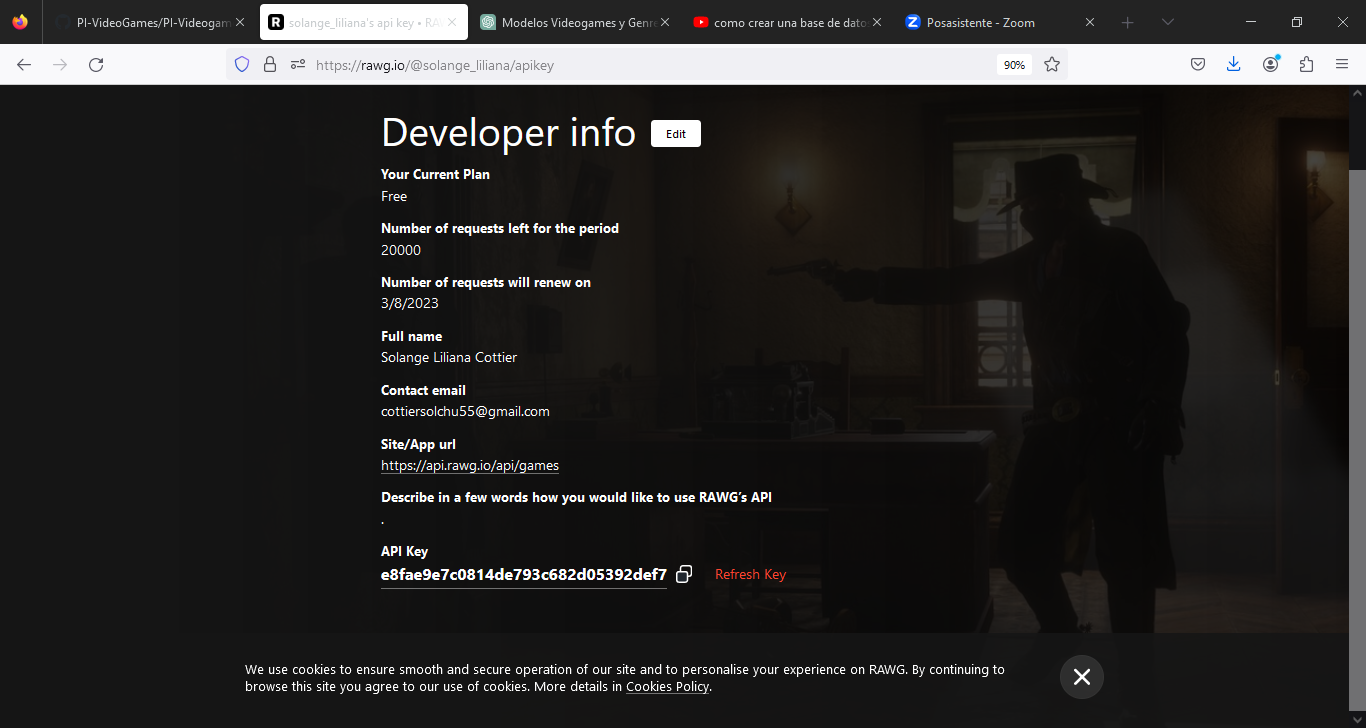 PI-VideoGames/PI-Videogam
solange_liliana's api key • RA
Modelos Videogames y Genre
como crear una base de dato
Posasistente - Zoom
https://rawg.io/@solange_liliana/apikey
90%
Developer info
Edit
Your Current Plan
Free
Number of requests left for the period
20000
Number of requests will renew on
3/8/2023
Full name
Solange Liliana Cottier
Contact email
cottiersolchu55@gmail.com
Site/App url
https://api.rawg.io/api/games
Describe in a few words how you would like to use RAWG's API
.
API Key
e8fae9e7c0814de793c682d05392def7
Refresh Key
We use cookies to ensure smooth and secure operation of our site and to personalise your experience on RAWG. By continuing to
browse this site you agree to our use of cookies. More details in Cookies Policy.